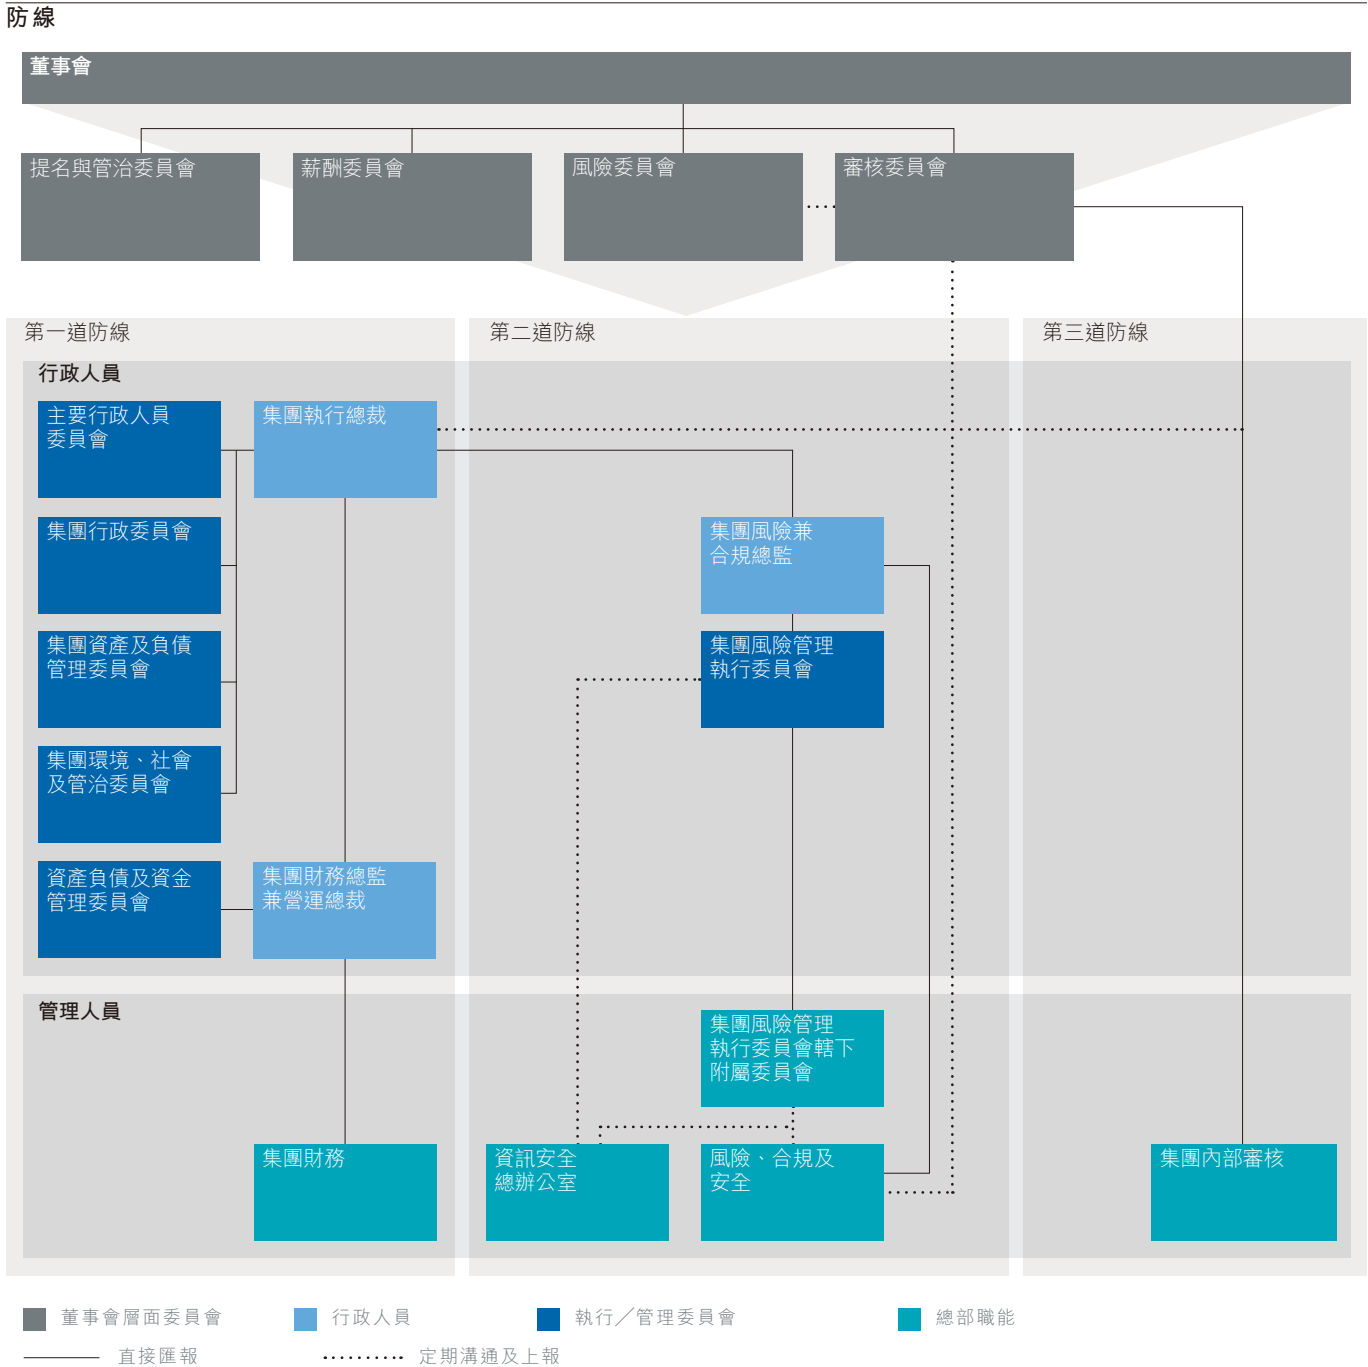 防線
董事會
提名與管治委員會
薪酬委員會
風險委員會
審核委員會
第一道防線
第二道防線
第三道防線
行政人員
主要行政人員
委員會
集團執行總裁
集團行政委員會
集團風險兼
合規總監
集團資產及負債
管理委員會
集團風險管理
執行委員會
集團環境、社會
及管治委員會
資產負債及資金
管理委員會
集團財務總監
兼營運總裁
管理人員
集團風險管理
執行委員會轄下
附屬委員會
集團財務
資訊安全
總辦公室
風險、合規及
安全
集團內部審核
董事會層面委員會
行政人員
執行／管理委員會
總部職能
直接匯報
定期溝通及上報